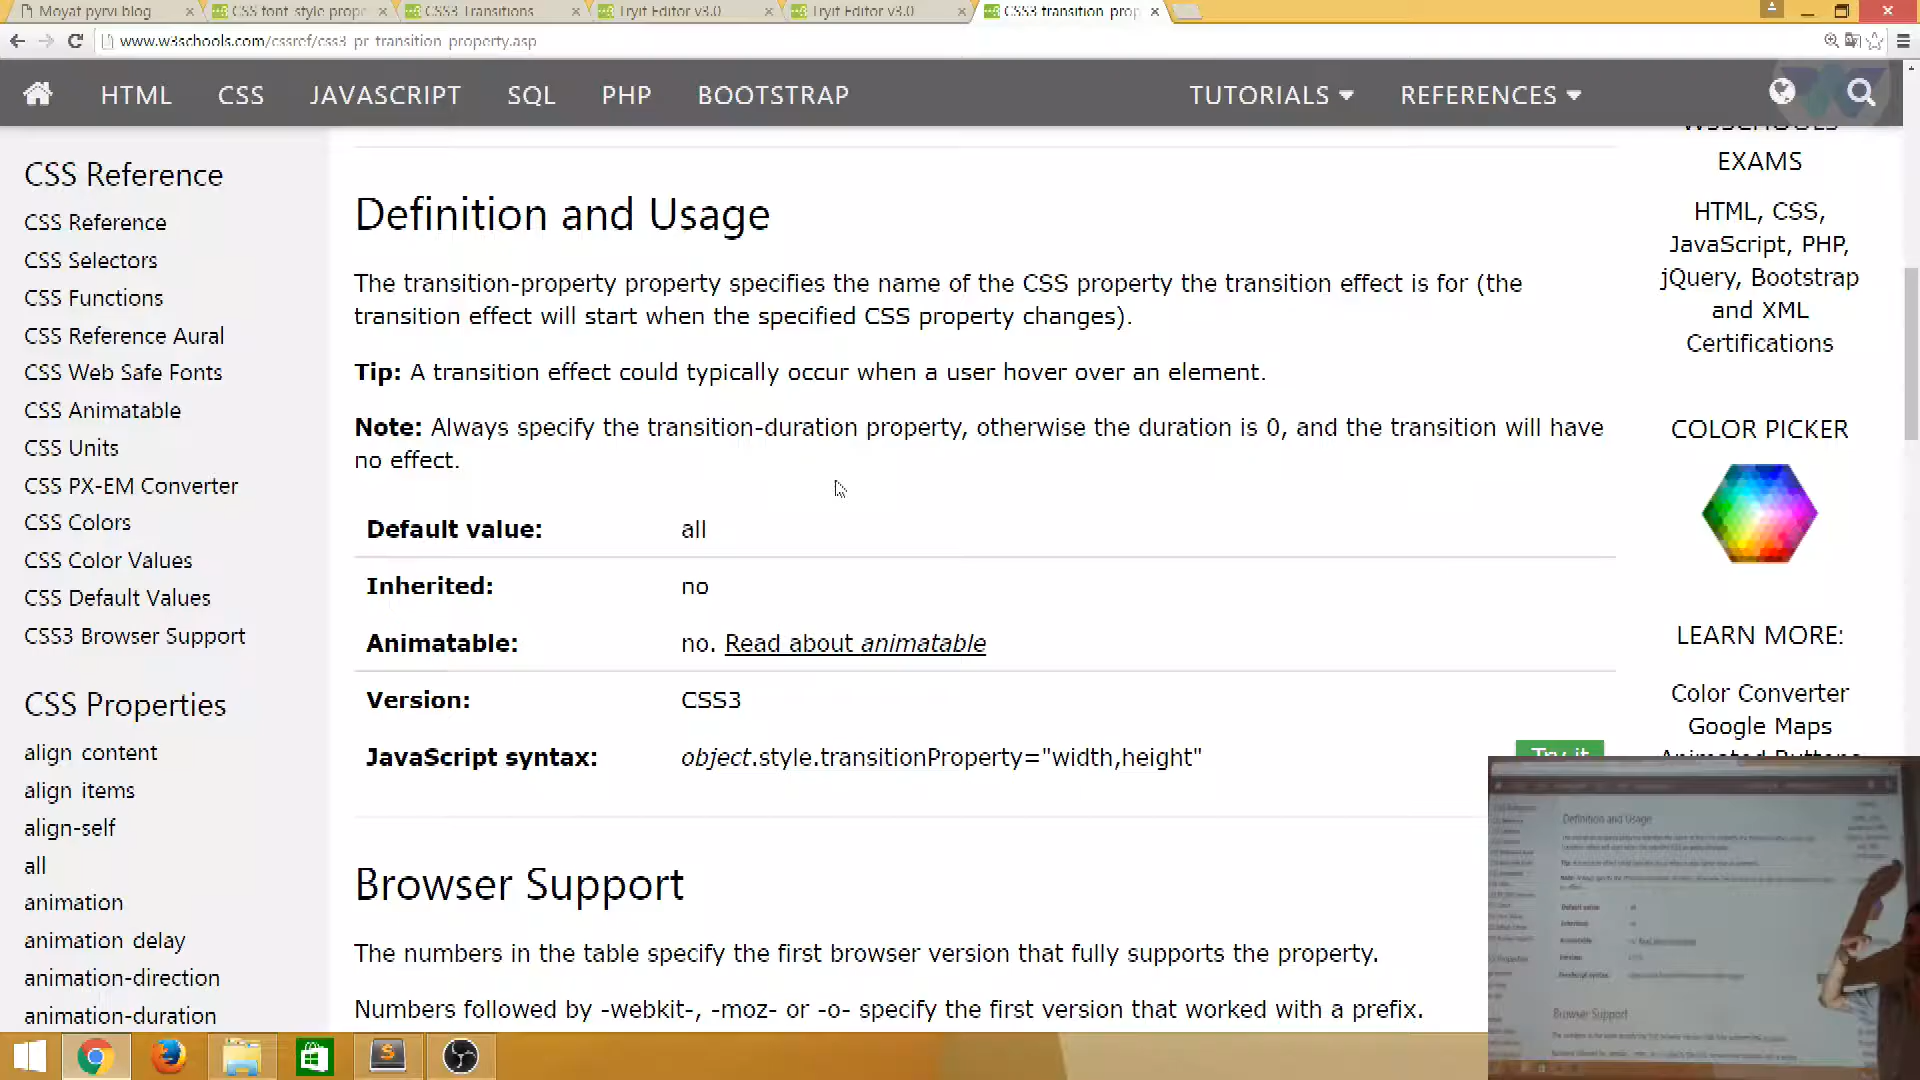 Moyat pyrvi blog
CSS font-style prope
CSS3 Transitions
Tryit Editor v3.0
Tryit Editor v3.0
CSS3 transition-prop
www.w3schools.com/cssref/css3_pr_transition-property.asp
HTML CSS JAVASCRIPT SQL PHP BOOTSTRAP TUTORIALS REFERENCES
CSS Reference
CSS Reference
CSS Selectors
CSS Functions
CSS Reference Aural
CSS Web Safe Fonts
CSS Animatable
CSS Units
CSS PX-EM Converter
CSS Colors
CSS Color Values
CSS Default Values
CSS3 Browser Support
CSS Properties
align-content
align-items
align-self
all
animation
animation-delay
animation-direction
animation-duration
Definition and Usage
The transition-property property specifies the name of the CSS property the transition effect is for (the
transition effect will start when the specified CSS property changes).
Tip: A transition effect could typically occur when a user hover over an element.
Note: Always specify the transition-duration property, otherwise the duration is 0, and the transition will have
no effect.
Default value: all
Inherited: no
Animatable: no. Read about animatable
Version: CSS3
JavaScript syntax: object.style.transitionProperty="width,height"
Try it
Browser Support
The numbers in the table specify the first browser version that fully supports the property.
Numbers followed by -webkit-, -moz- or -o- specify the first version that worked with a prefix.
W3SCHOOLS
EXAMS
HTML, CSS,
JavaScript, PHP,
jQuery, Bootstrap
and XML
Certifications
COLOR PICKER
LEARN MORE:
Color Converter
Google Maps
Animated Buttons
Definition and Usage
Browser Support